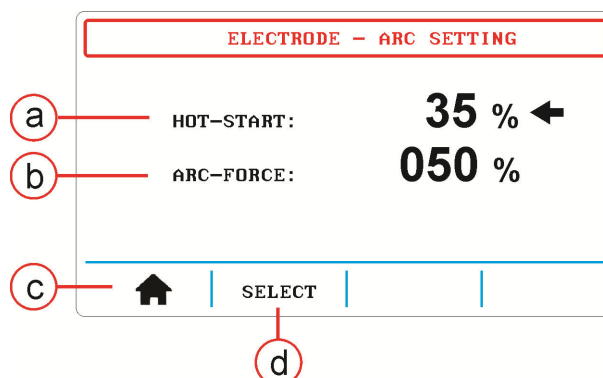 ELECTRODE - ARC SETTING
a HOT-START: 35 %
b ARC-FORCE: 050 %
c SELECT
d